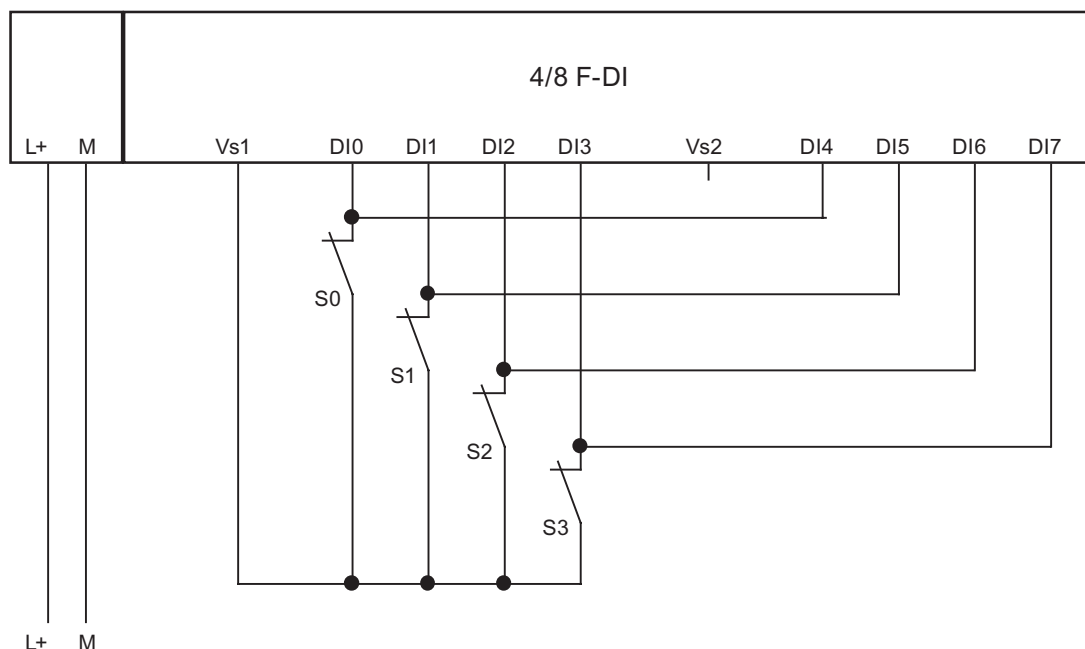 4/8 F-DI
L+ M Vs1 DI0 DI1 DI2 DI3 Vs2 DI4 DI5 DI6 DI7
S0
S1
S2
S3
L+ M